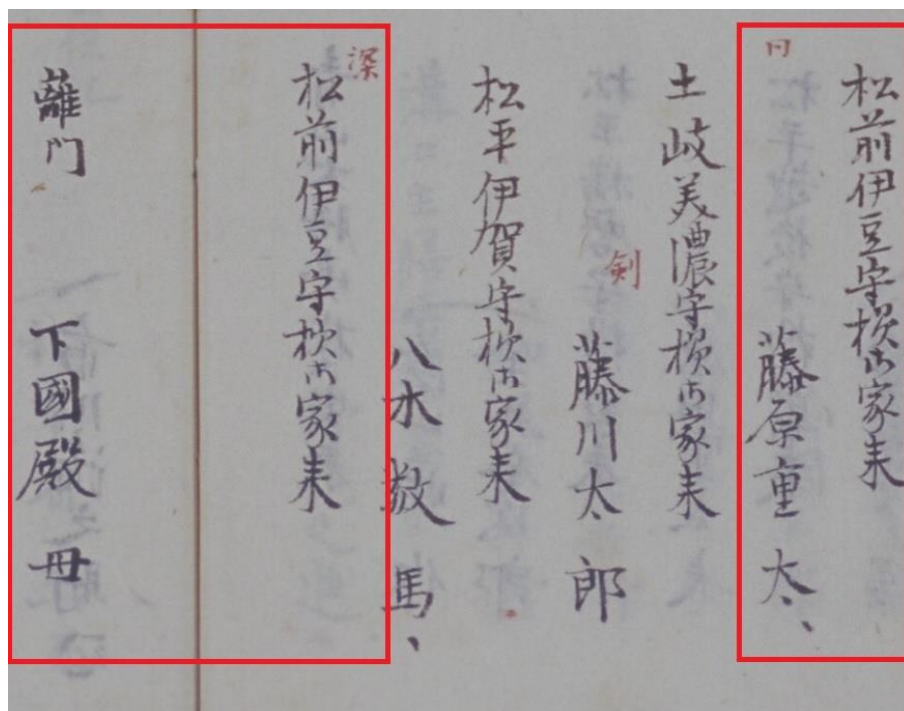 松前伊豆守様御家来
同
藤原重太
土岐美濃守様御家来
剣
藤川太郎
松平伊賀守様御家来
八木数馬
深
松前伊豆守様御家来
離門 下國殿母